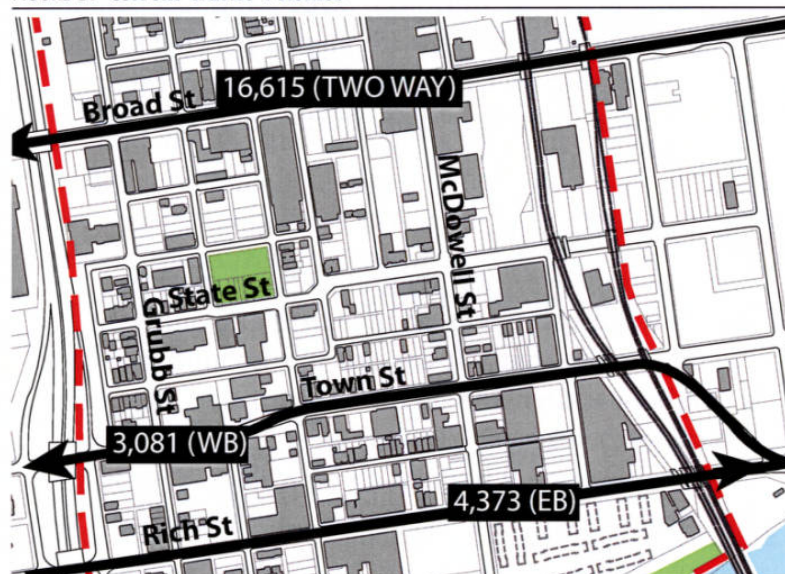 16,615 (TWO WAY)
Broad St
McDowell St
State St
Grubb St
Town St
3,081 (WB)
4,373 (EB)
Rich St